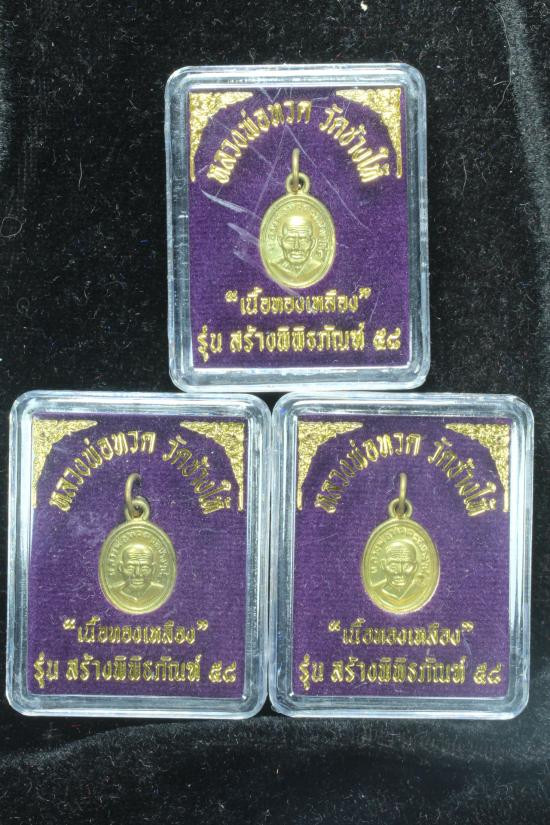 หลวงพ่อทวด วัดช้างให้
"เนื้อทองเหลือง"
รุ่น สร้างพิพิธภัณฑ์ ๕๘
หลวงพ่อทวด วัดช้างให้
"เนื้อทองเหลือง"
รุ่น สร้างพิพิธภัณฑ์ ๕๘
หลวงพ่อทวด วัดช้างให้
"เนื้อทองเหลือง"
รุ่น สร้างพิพิธภัณฑ์ ๕๘